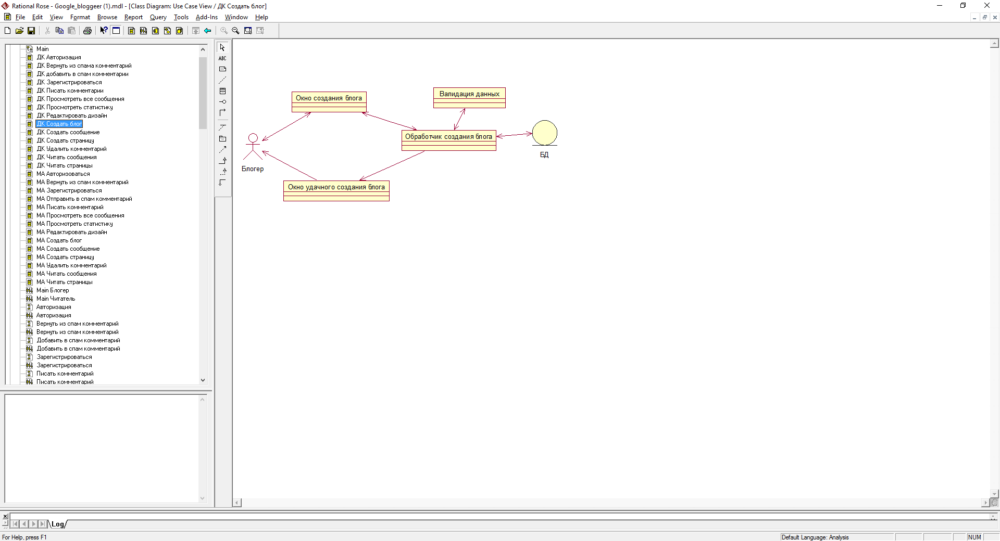 Rational Rose - Google_bloggeer (1).mdl - [Class Diagram: Use Case View / ДК Создать блог]
File Edit View Format Browse Report Query Tools Add-Ins Window Help
Main
ДК Авторизация
ДК Вернуть из спама комментарий
ДК добавить в спам комментарии
ДК Зарегистрироваться
ДК Писать комментарии
ДК Просмотреть все сообщения
ДК Просмотреть статистику
ДК Редактировать дизайн
ДК Создать блог
ДК Создать сообщение
ДК Создать страницу
ДК Удалить комментарий
ДК Читать сообщения
ДК Читать страницы
МА Авторизоваться
МА Вернуть из спам комментарий
МА Зарегистрироваться
МА Отправить в спам комментарий
МА Писать комментарий
МА Просмотреть все сообщения
МА Просмотреть статистику
МА Редактировать дизайн
МА Создать блог
МА Создать сообщение
МА Создать страницу
МА Удалить комментарий
МА Читать сообщения
МА Читать страницы
Main Блогер
Main Читатель
Авторизация
Авторизация
Вернуть из спам комментарий
Вернуть из спам комментарий
Добавить в спам комментарий
Добавить в спам комментарий
Зарегистрироваться
Зарегистрироваться
Писать комментарий
Писать комментарий
ABC
Окно создания блога
Валидация данных
Обработчик создания блога
БД
Блогер
Окно удачного создания блога
Log
For Help, press F1
Default Language: Analysis
NUM